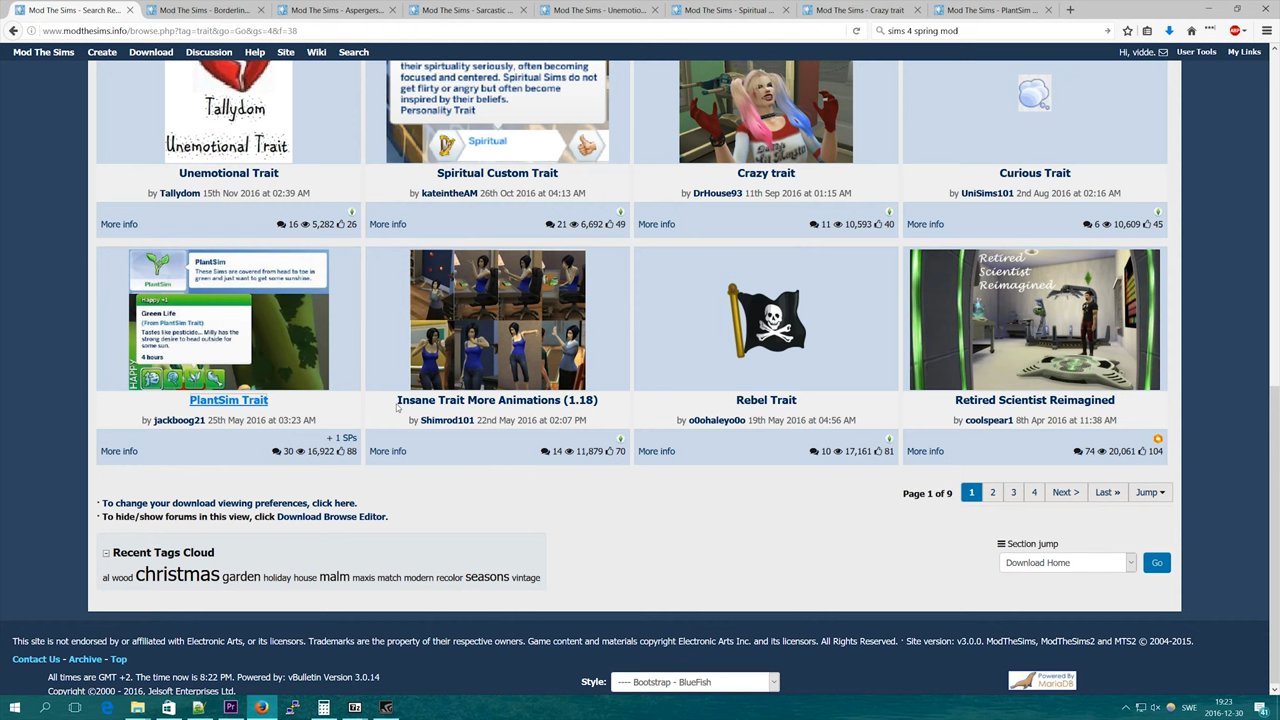 Mod The Sims - Search Re...
Mod The Sims - Borderlin...
Mod The Sims - Aspergers...
Mod The Sims - Sarcastic ...
Mod The Sims - Unemotio...
Mod The Sims - Spiritual ...
Mod The Sims - Crazy trait
Mod The Sims - PlantSim ...
www.modthesims.info/browse.php?tag=trait&go=Go&gs=4&f=38
sims 4 spring mod
Mod The Sims Create Download Discussion Help Iss Site Wiki Search
Hi, vidde. User Tools My Links
Tallydom
Unemotional Trait
their spirtuality seriously, often becoming
focused and centered. Spiritual Sims do not
get flirty or angry but often become
inspired by their beliefs.
Personality Trait
Spiritual
Unemotional Trait
by Tallydom 15th Nov 2016 at 02:39 AM
More info 16 5,282 26
Spiritual Custom Trait
by kateintheAM 26th Oct 2016 at 04:13 AM
More info 21 6,692 49
Crazy trait
by DrHouse93 11th Sep 2016 at 01:15 AM
More info 11 10,593 40
Curious Trait
by UniSims101 2nd Aug 2016 at 02:16 AM
More info 6 10,609 45
PlantSim
PlantSim
These Sims are covered from head to toe in
green and just want to get some sunshine.
Happy +1
Green Life
(From PlantSim Trait)
Tastes like pesticide... Milly has the
strong desire to head outside for
some sun.
4 hours
HAPPY
PlantSim Trait
by jackboog21 25th May 2016 at 03:23 AM
+ 1 SPs
More info 30 16,922 88
Insane Trait More Animations (1.18)
by Shimrod101 22nd May 2016 at 02:07 PM
More info 14 11,879 70
Rebel Trait
by o0ohaleyo0o 19th May 2016 at 04:56 AM
More info 10 17,161 81
Retired
Scientist
Reimagined
Retired Scientist Reimagined
by coolspear1 8th Apr 2016 at 11:38 AM
More info 74 20,061 104
Page 1 of 9 1 2 3 4 Next > Last » Jump
· To change your download viewing preferences, click here.
· To hide/show forums in this view, click Download Browse Editor.
Recent Tags Cloud
al wood christmas garden holiday house malm maxis match modern recolor seasons vintage
Section jump
Download Home Go
This site is not endorsed by or affiliated with Electronic Arts, or its licensors. Trademarks are the property of their respective owners. Game content and materials copyright Electronic Arts Inc. and its licensors. All Rights Reserved. · Site version: v3.0.0. ModTheSims, ModTheSims2 and MTS2 © 2004-2015.
Contact Us - Archive - Top
All times are GMT +2. The time now is 8:22 PM. Powered by: vBulletin Version 3.0.14
Copyright ©2000 - 2016, Jelsoft Enterprises Ltd.
Style: ---- Bootstrap - BlueFish
Powered By
MariaDB
SWE
19:23
2016-12-30
41